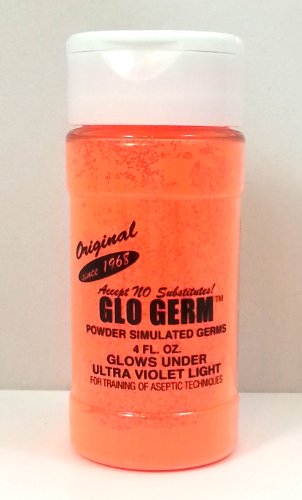 Original
since 1968
Accept NO Substitutes!
GLO GERM™
POWDER SIMULATED GERMS
4 FL. OZ.
GLOWS UNDER
ULTRA VIOLET LIGHT
FOR TRAINING OF ASEPTIC TECHNIQUES